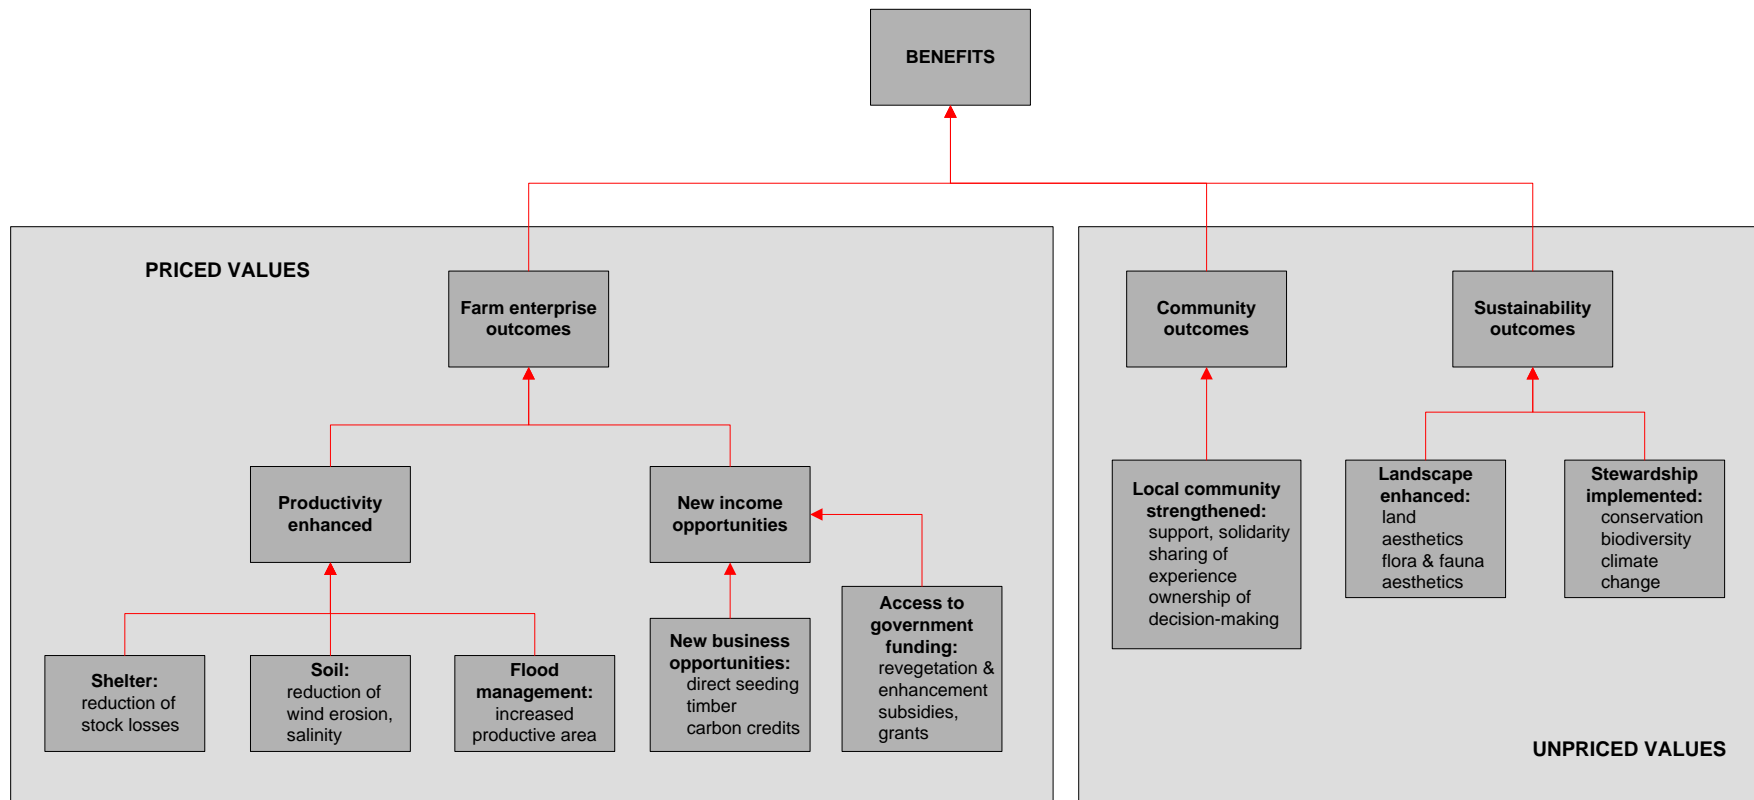 BENEFITS
PRICED VALUES
Farm enterprise
outcomes
Community
outcomes
Sustainability
outcomes
Productivity
enhanced
New income
opportunities
Local community
strengthened:
support, solidarity
sharing of
experience
ownership of
decision-making
Landscape
enhanced:
land
aesthetics
flora & fauna
aesthetics
Stewardship
implemented:
conservation
biodiversity
climate
change
Shelter:
reduction of
stock losses
Soil:
reduction of
wind erosion,
salinity
Flood
management:
increased
productive area
New business
opportunities:
direct seeding
timber
carbon credits
Access to
government
funding:
revegetation &
enhancement
subsidies,
grants
UNPRICED VALUES